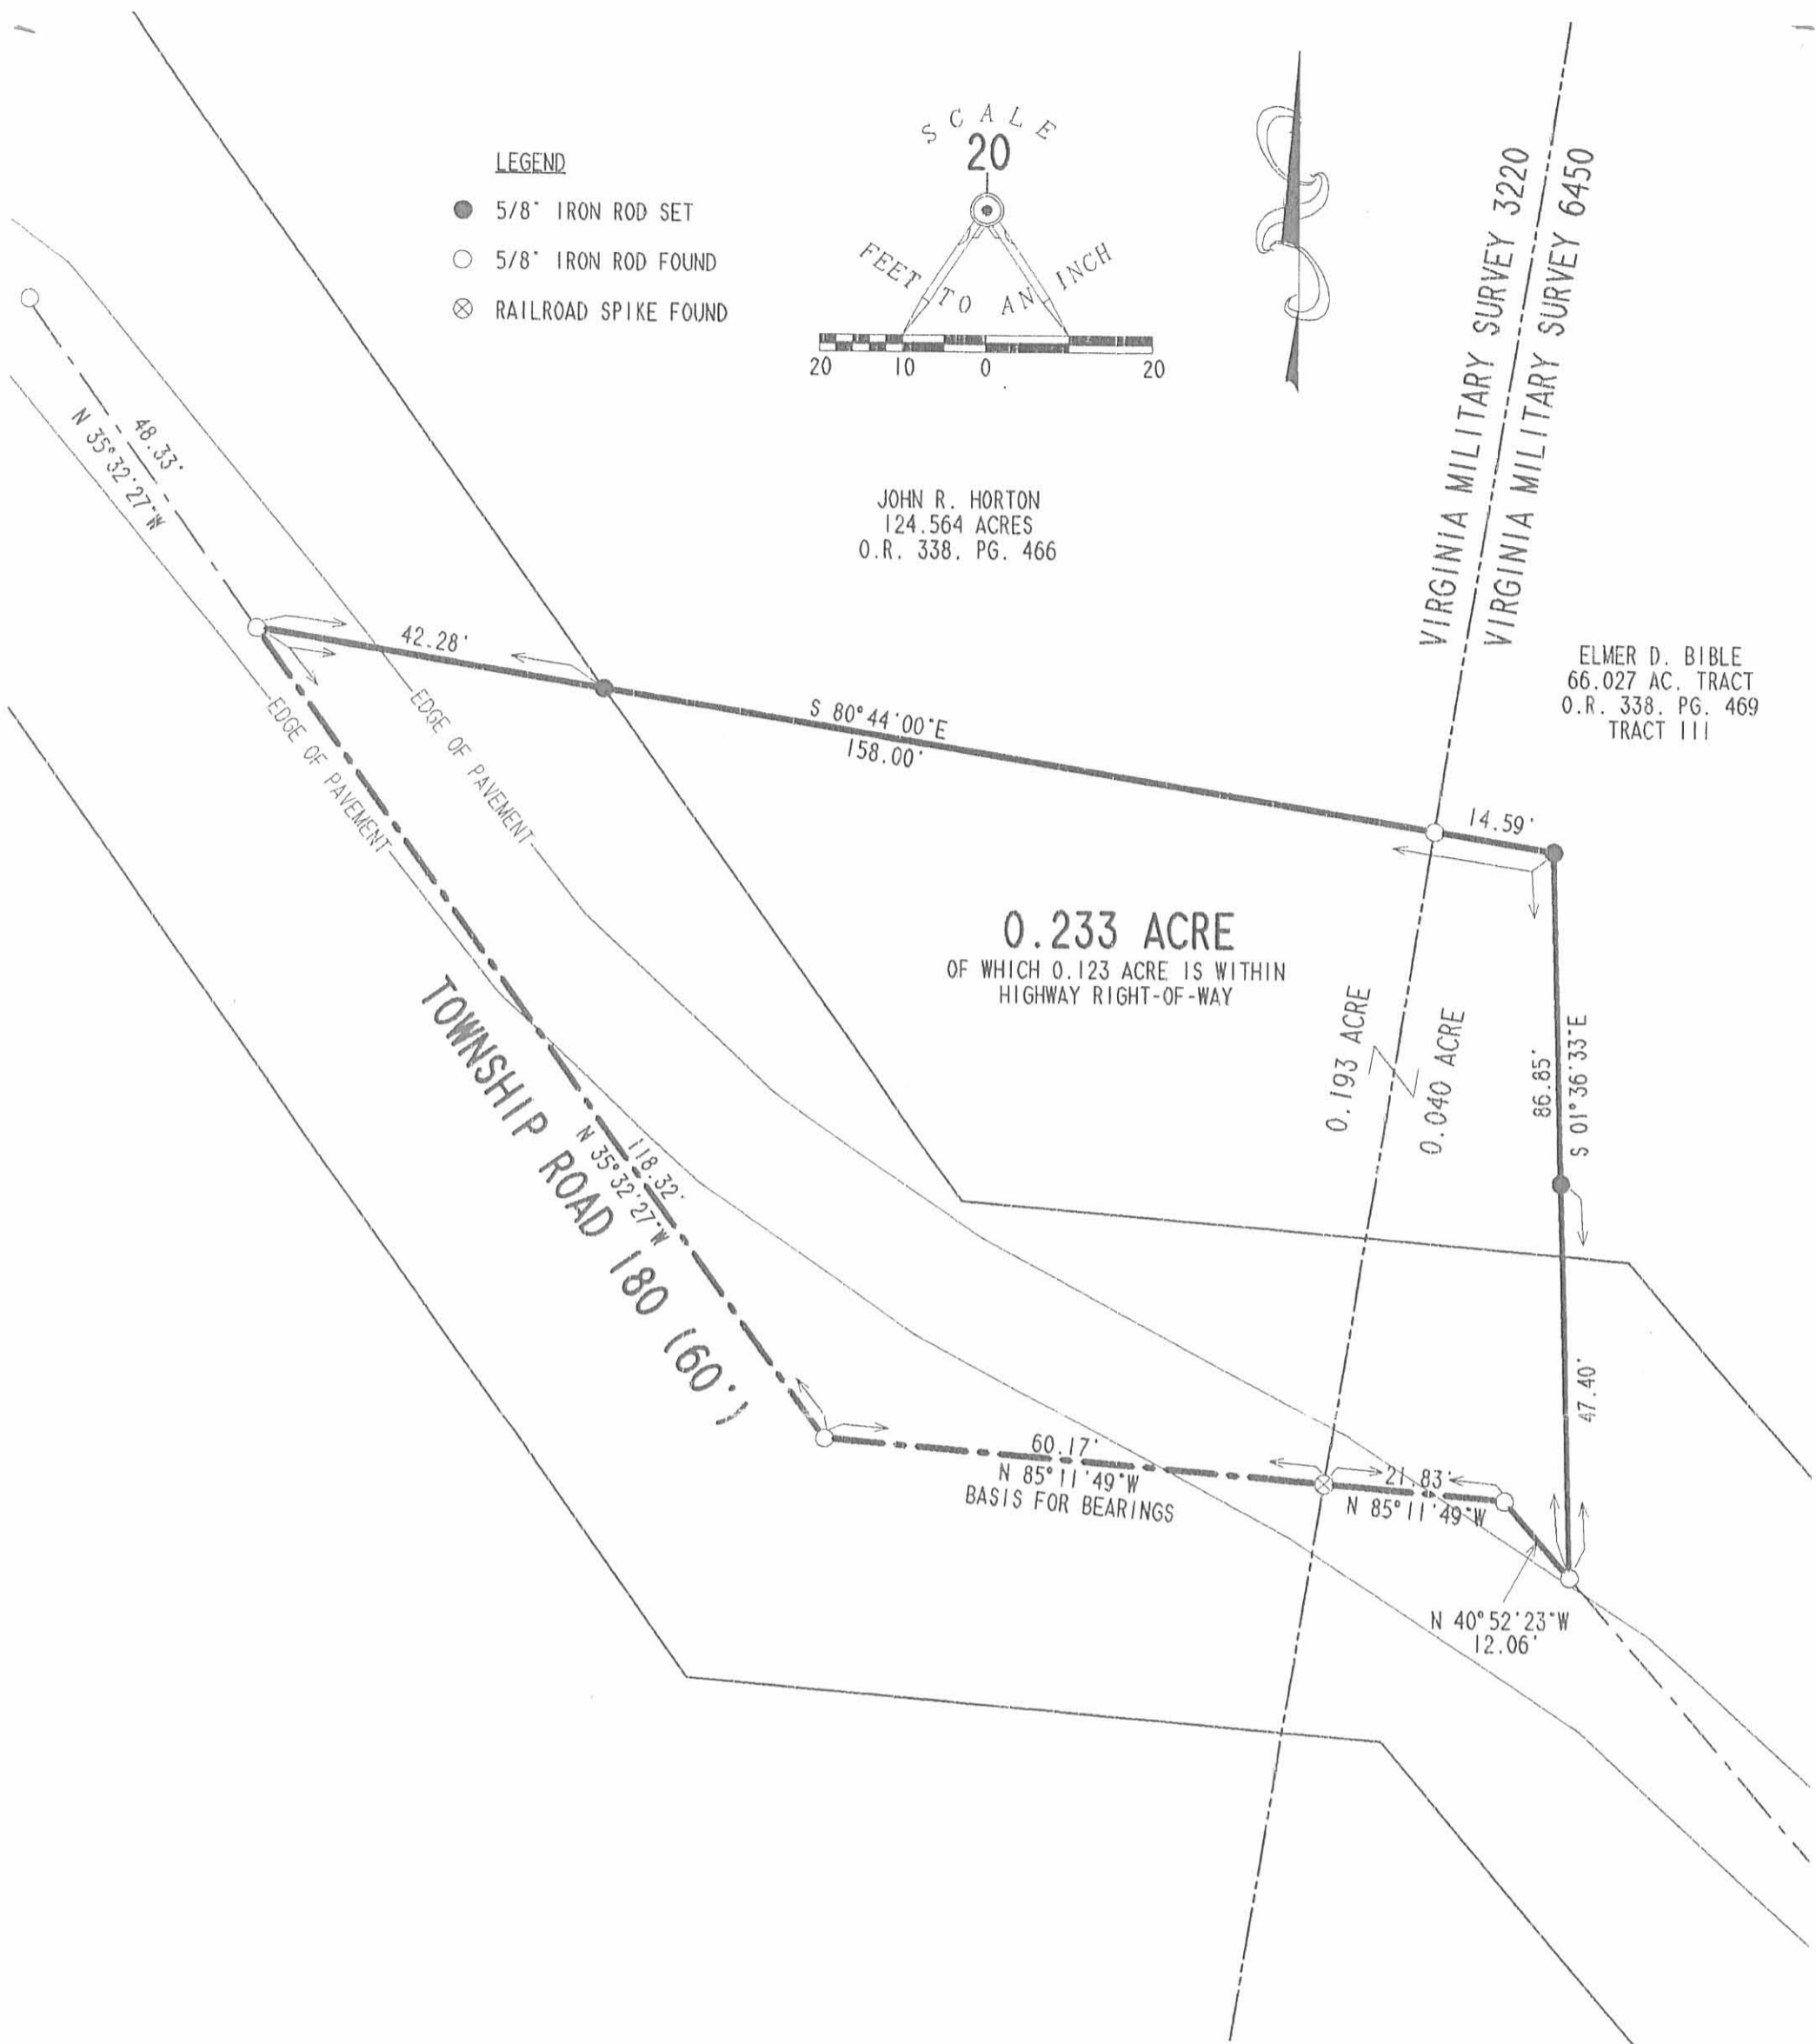 SCALE
20
FEET TO AN INCH
20 10 0 20
LEGEND
5/8" IRON ROD SET
5/8" IRON ROD FOUND
RAILROAD SPIKE FOUND
VIRGINIA MILITARY SURVEY 3220
VIRGINIA MILITARY SURVEY 6450
48.33'
N 35°32'27"W
JOHN R. HORTON
124.564 ACRES
O.R. 338, PG. 466
42.28'
ELMER D. BIBLE
66.027 AC. TRACT
O.R. 338, PG. 469
TRACT III
S 80°44'00"E
158.00'
EDGE OF PAVEMENT
EDGE OF PAVEMENT
14.59'
0.233 ACRE
OF WHICH 0.123 ACRE IS WITHIN
HIGHWAY RIGHT-OF-WAY
0.193 ACRE
0.040 ACRE
86.85'
S 01°36'33"E
118.32'
N 35°32'27"W
TOWNSHIP ROAD 180 (60')
47.40'
60.17'
N 85°11'49"W
BASIS FOR BEARINGS
21.83'
N 85°11'49"W
N 40°52'23"W
12.06'